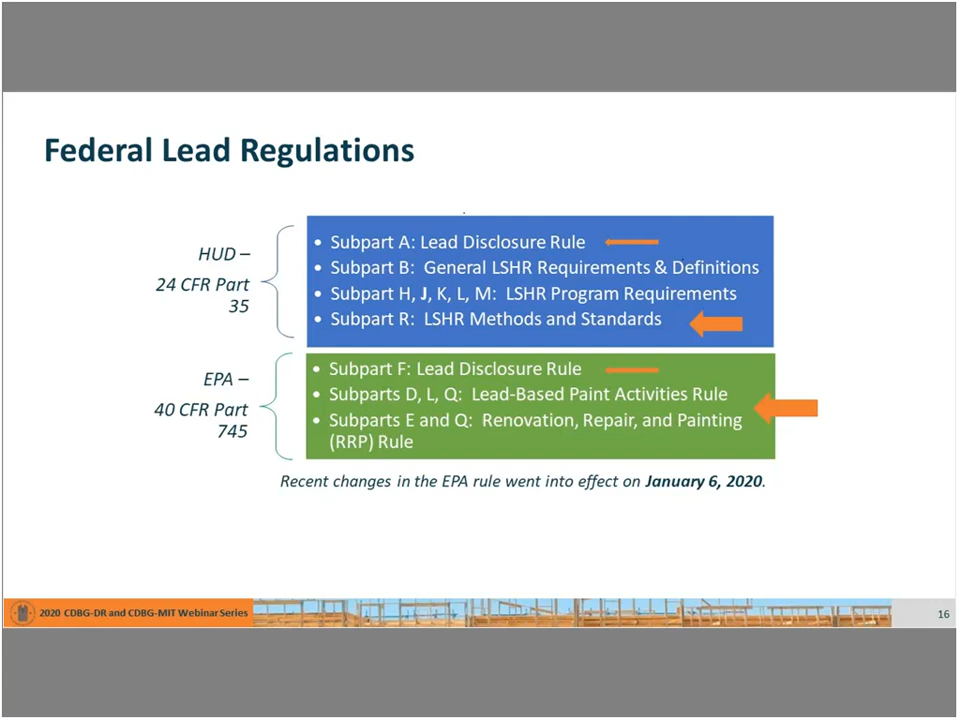 Federal Lead Regulations
HUD –
24 CFR Part
35
• Subpart A: Lead Disclosure Rule
• Subpart B:  General LSHR Requirements & Definitions
• Subpart H, J, K, L, M:  LSHR Program Requirements
• Subpart R:  LSHR Methods and Standards
EPA –
40 CFR Part
745
• Subpart F: Lead Disclosure Rule
• Subparts D, L, Q:  Lead-Based Paint Activities Rule
• Subparts E and Q:  Renovation, Repair, and Painting
(RRP) Rule
Recent changes in the EPA rule went into effect on January 6, 2020.
2020 CDBG-DR and CDBG-MIT Webinar Series
16